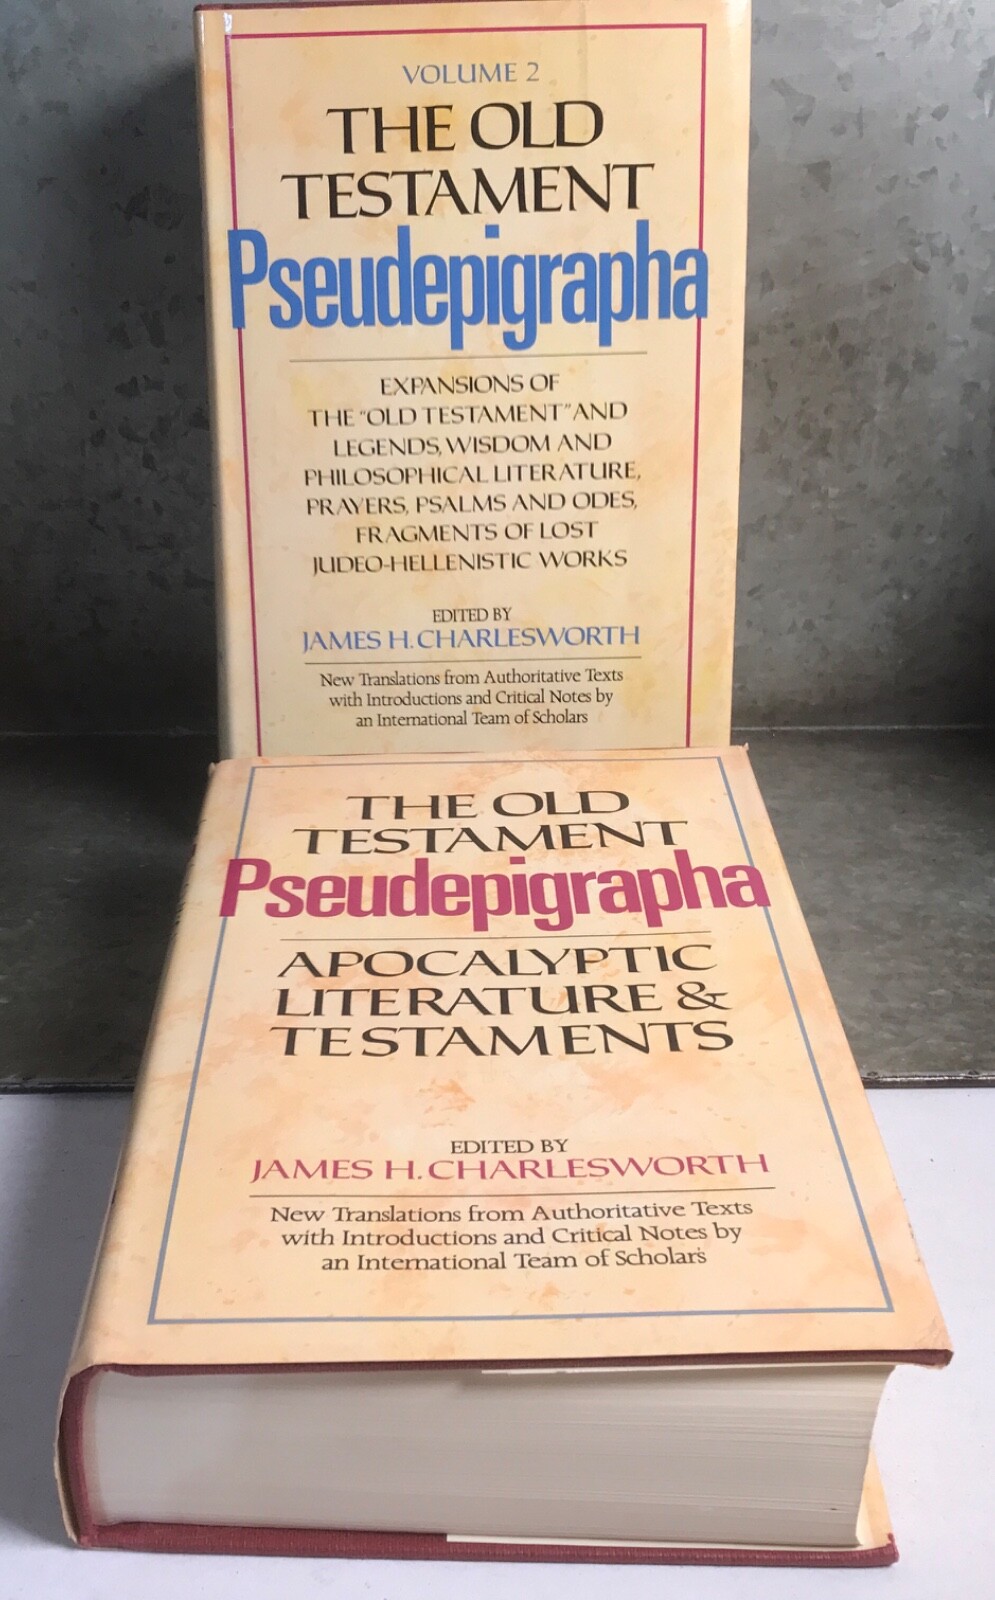 VOLUME 2
THE OLD
TESTAMENT
Pseudepigrapha
EXPANSIONS OF
THE "OLD TESTAMENT" AND
LEGENDS, WISDOM AND
PHILOSOPHICAL LITERATURE,
PRAYERS, PSALMS AND ODES,
FRAGMENTS OF LOST
JUDEO-HELLENISTIC WORKS
EDITED BY
JAMES H. CHARLESWORTH
New Translations from Authoritative Texts
with Introductions and Critical Notes by
an International Team of Scholars
THE OLD
TESTAMENT
Pseudepigrapha
APOCALYPTIC
LITERATURE &
TESTAMENTS
EDITED BY
JAMES H. CHARLESWORTH
New Translations from Authoritative Texts
with Introductions and Critical Notes by
an International Team of Scholars